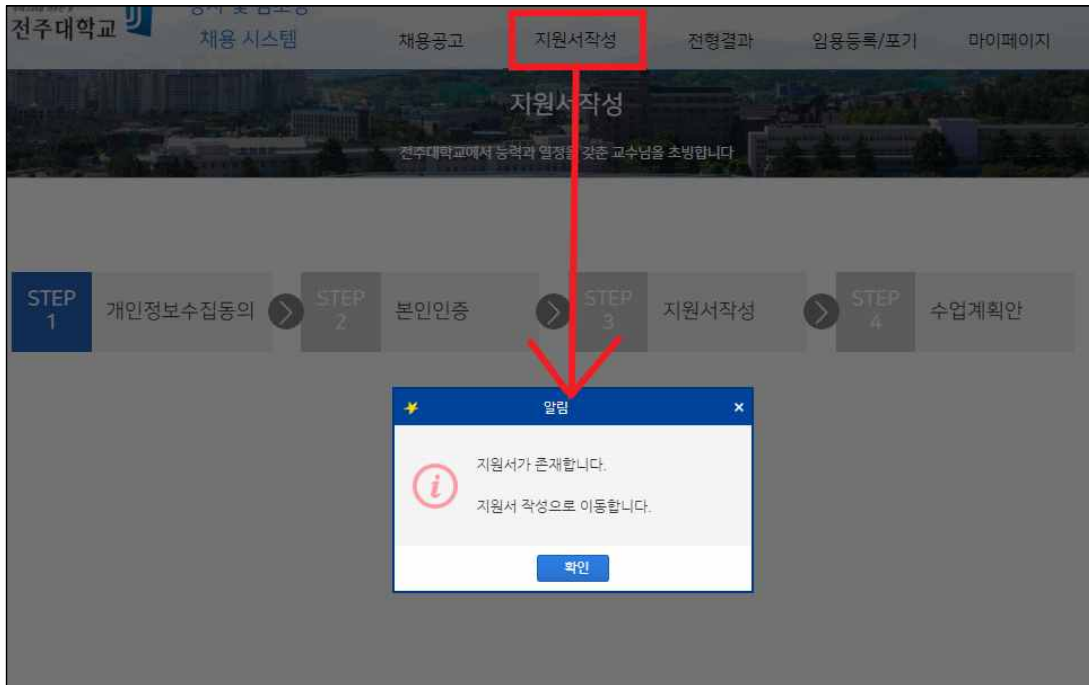 전주대학교
채용 시스템
채용공고
지원서작성
전형결과
임용등록/포기
마이페이지
지원서작성
전주대학교에서 능력과 열정을 갖춘 교수님을 초빙합니다
STEP
1
개인정보수집동의
STEP
2
본인인증
STEP
3
지원서작성
STEP
4
수업계획안
알림
지원서가 존재합니다.
지원서 작성으로 이동합니다.
확인